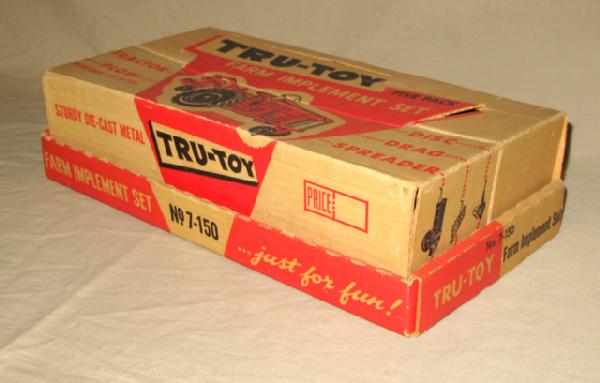 TRU-TOY
FARM IMPLEMENT SET
FIVE PACK
TRACTOR
PLOW
DISC
DRAG
SPREADER
STURDY DIE-CAST METAL
TRU-TOY
PRICE
FARM IMPLEMENT SET
No 7-150
...just for fun!
TRU-TOY
No. 7-150
Farm Implement Set